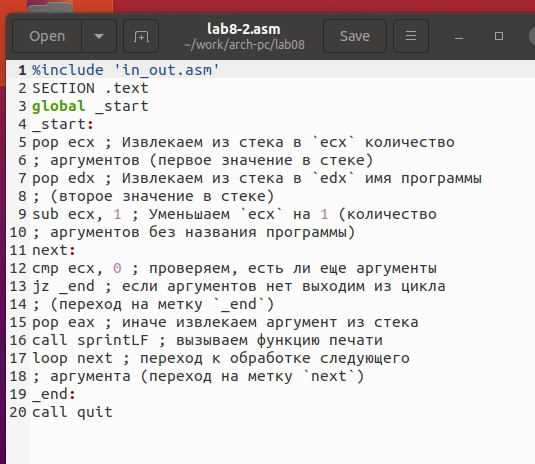 Open
lab8-2.asm
~/work/arch-pc/lab08
Save
1 %include 'in_out.asm'
2 SECTION .text
3 global _start
4 _start:
5 pop ecx ; Извлекаем из стека в `ecx` количество
6 ; аргументов (первое значение в стеке)
7 pop edx ; Извлекаем из стека в `edx` имя программы
8 ; (второе значение в стеке)
9 sub ecx, 1 ; Уменьшаем `ecx` на 1 (количество
10 ; аргументов без названия программы)
11 next:
12 cmp ecx, 0 ; проверяем, есть ли еще аргументы
13 jz _end ; если аргументов нет выходим из цикла
14 ; (переход на метку `_end`)
15 pop eax ; иначе извлекаем аргумент из стека
16 call sprintLF ; вызываем функцию печати
17 loop next ; переход к обработке следующего
18 ; аргумента (переход на метку `next`)
19 _end:
20 call quit